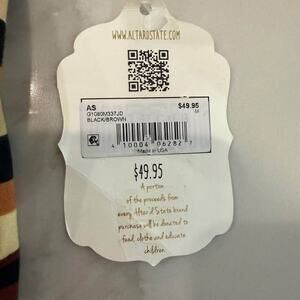 WWW.ALTARDSTATE.COM
AS
$49.95
G1080M337JD
M
BLACK/BROWN
4 10004 06282 7
Made in USA
$49.95
A portion
of the proceeds from
every Altar'd State brand
purchase will be donated to
feed, clothe and educate
children.